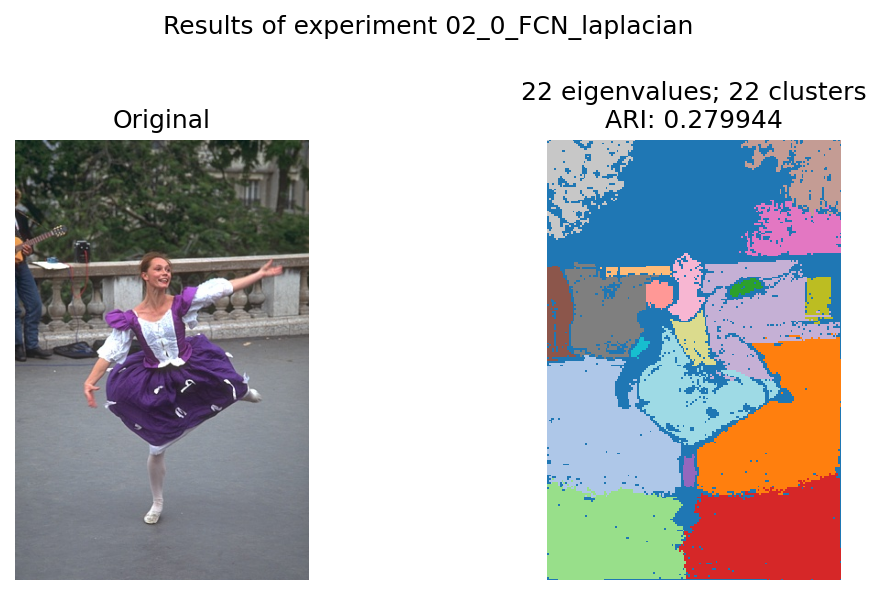 Results of experiment 02_0_FCN_laplacian
Original
22 eigenvalues; 22 clusters
ARI: 0.279944